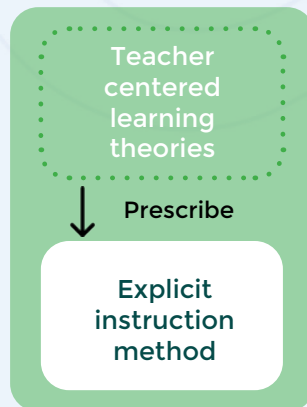 Teacher
centered
learning
theories
Prescribe
Explicit
instruction
method